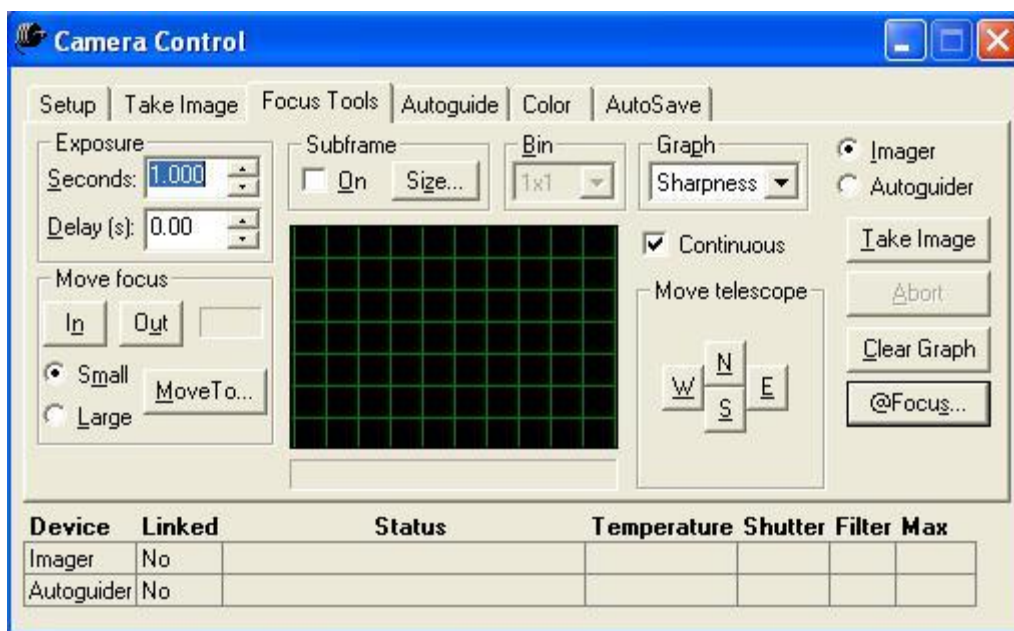 Camera Control
Setup Take Image Focus Tools Autoguide Color AutoSave
Exposure
Seconds: 1.000
Delay (s): 0.00
Subframe
On Size...
Bin
1x1
Graph
Sharpness
Imager
Autoguider
Move focus
In Out
Small
Large
MoveTo...
Continuous
Move telescope
N
W E
S
Take Image
Abort
Clear Graph
@Focus...
Device Linked Status Temperature Shutter Filter Max
Imager No
Autoguider No